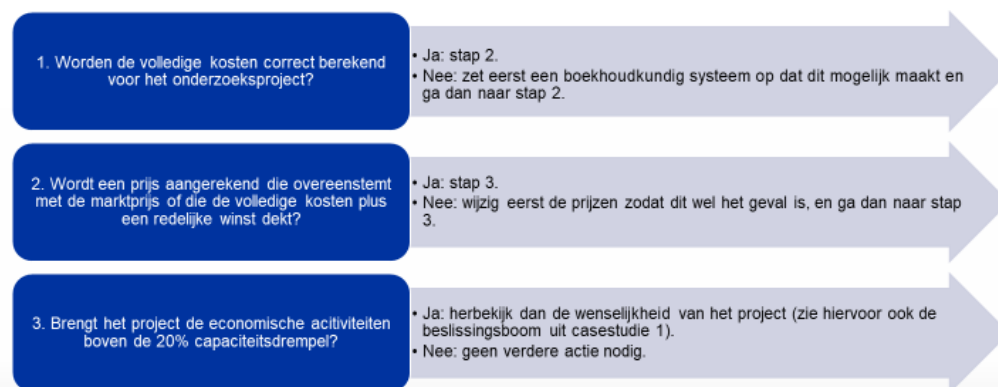 1. Worden de volledige kosten correct berekend
voor het onderzoeksproject?
• Ja: stap 2.
• Nee: zet eerst een boekhoudkundig systeem op dat dit mogelijk maakt en
ga dan naar stap 2.
2. Wordt een prijs aangerekend die overeenstemt
met de marktprijs of die de volledige kosten plus
een redelijke winst dekt?
• Ja: stap 3.
• Nee: wijzig eerst de prijzen zodat dit wel het geval is, en ga dan naar stap
3.
3. Brengt het project de economische acitiviteiten
boven de 20% capaciteitsdrempel?
• Ja: herbekijk dan de wenselijkheid van het project (zie hiervoor ook de
beslissingsboom uit casestudie 1).
• Nee: geen verdere actie nodig.